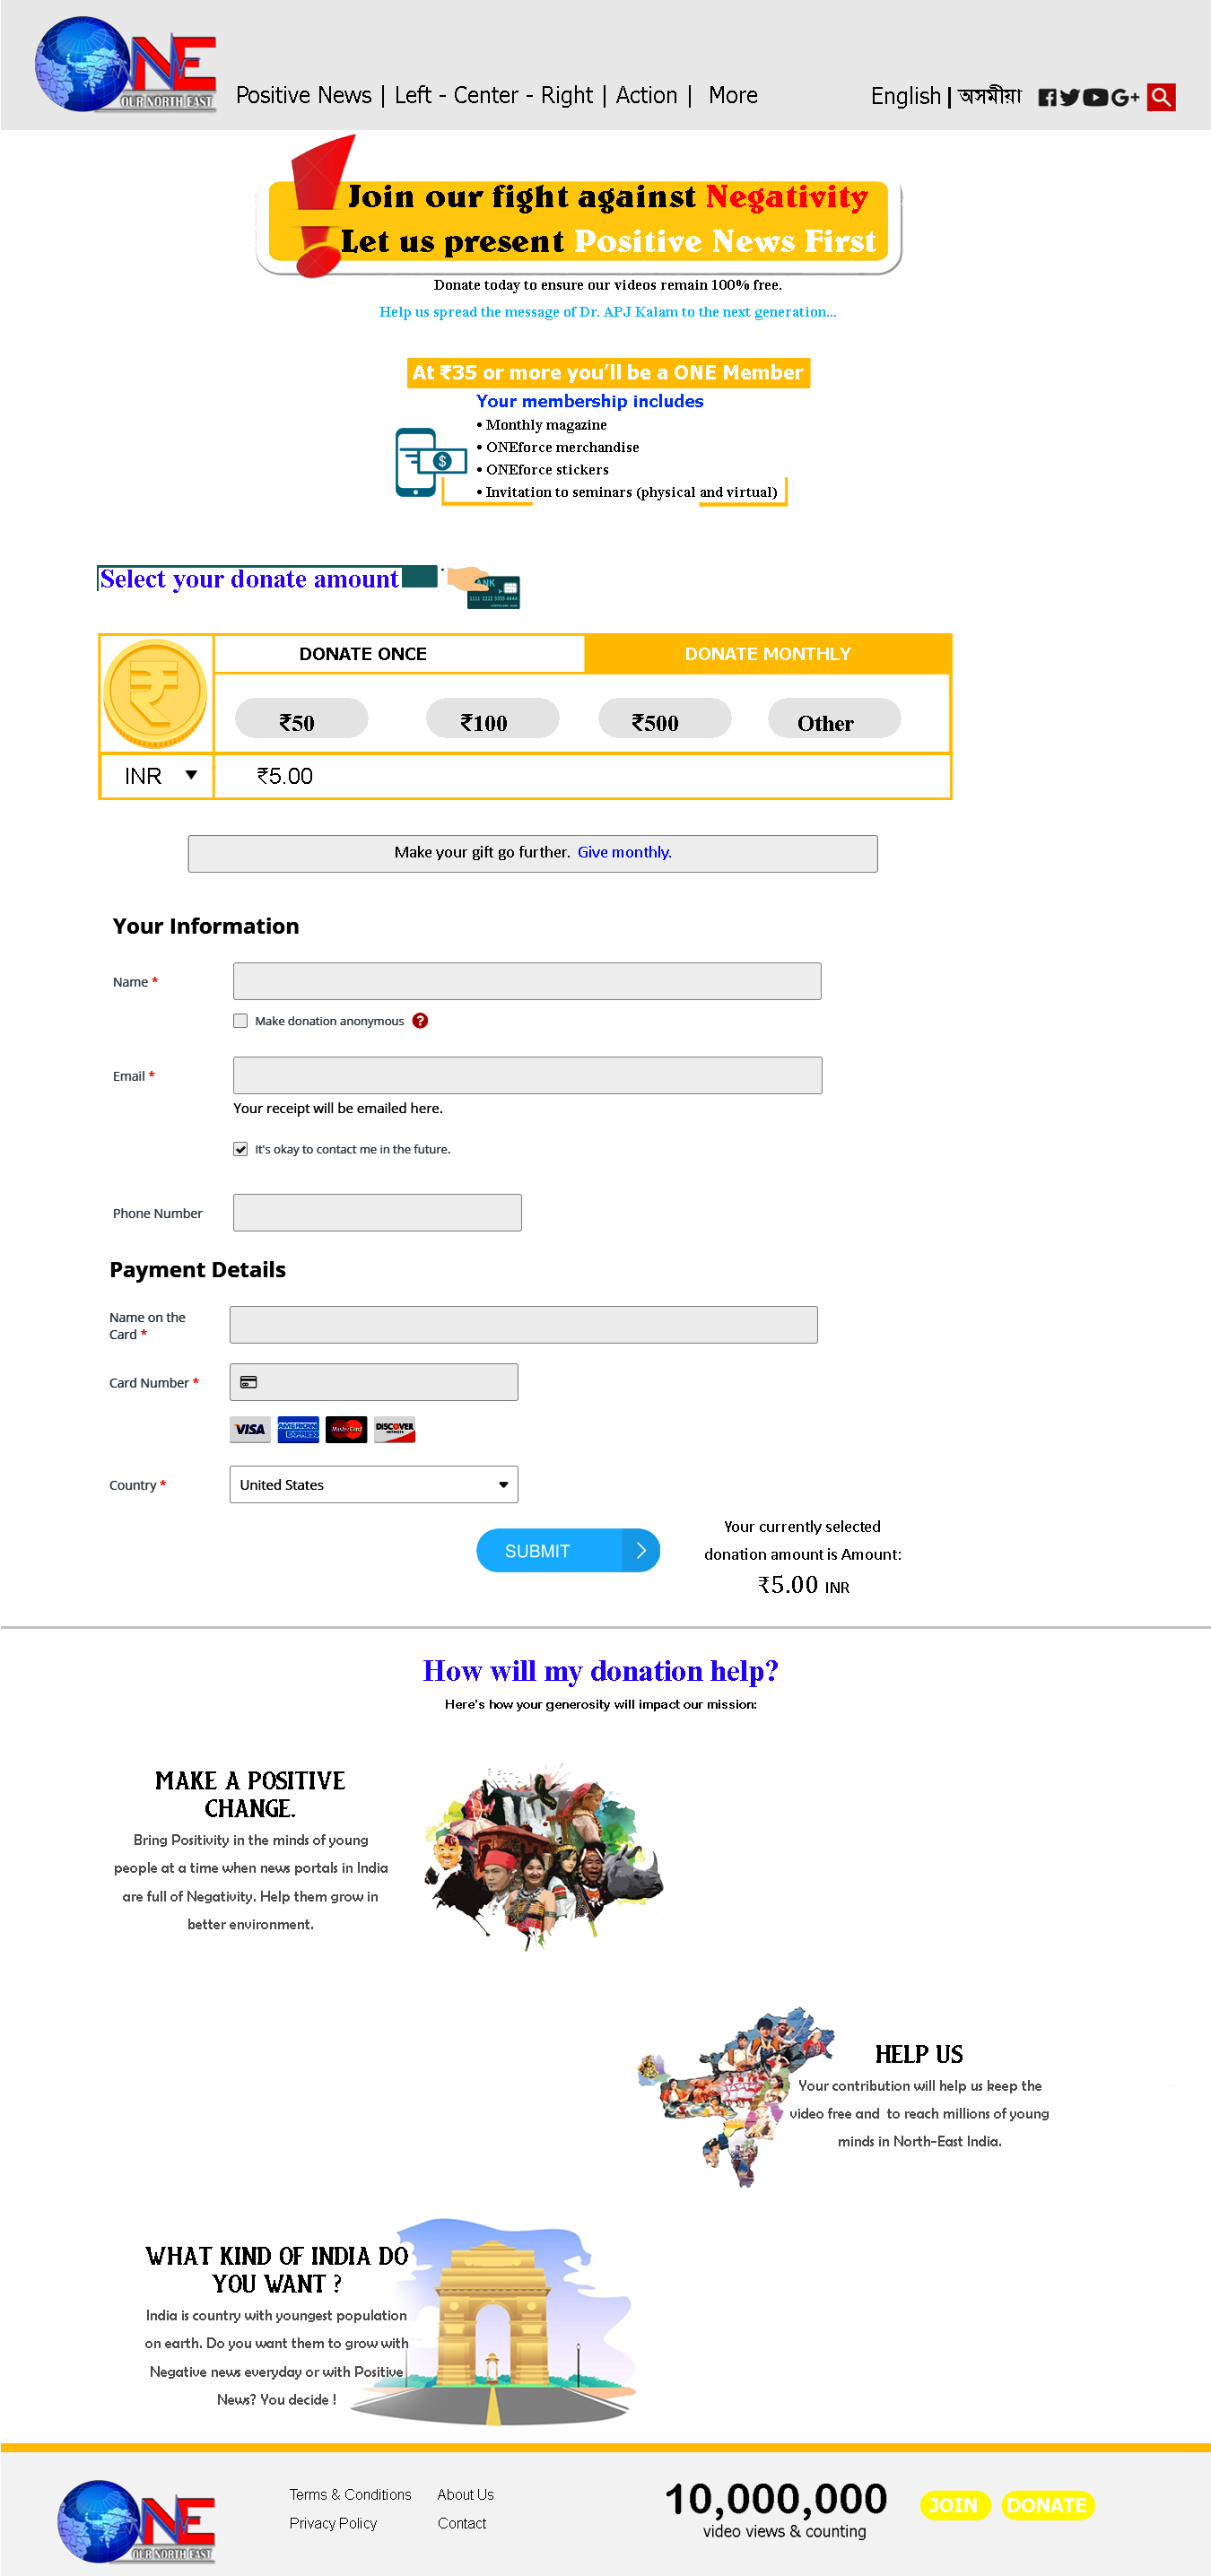 ONE
OUR NORTH EAST
Positive News | Left - Center - Right | Action | More
English | অসমীয়া
Join our fight against Negativity
Let us present Positive News First
Donate today to ensure our videos remain 100% free.
Help us spread the message of Dr. APJ Kalam to the next generation...
At ₹35 or more you'll be a ONE Member
Your membership includes
• Monthly magazine
• ONEforce merchandise
• ONEforce stickers
• Invitation to seminars (physical and virtual)
Select your donate amount
DONATE ONCE
DONATE MONTHLY
₹50
₹100
₹500
Other
INR
₹5.00
Make your gift go further. Give monthly.
Your Information
Name *
Make donation anonymous ?
Email *
Your receipt will be emailed here.
It's okay to contact me in the future.
Phone Number
Payment Details
Name on the
Card *
Card Number *
VISA AMERICAN EXPRESS MasterCard DISCOVER
Country *
United States
SUBMIT
Your currently selected
donation amount is Amount:
₹5.00 INR
How will my donation help?
Here's how your generosity will impact our mission:
MAKE A POSITIVE
CHANGE.
Bring Positivity in the minds of young
people at a time when news portals in India
are full of Negativity. Help them grow in
better environment.
HELP US
Your contribution will help us keep the
video free and to reach millions of young
minds in North-East India.
WHAT KIND OF INDIA DO
YOU WANT ?
India is country with youngest population
on earth. Do you want them to grow with
Negative news everyday or with Positive
News? You decide !
ONE
OUR NORTH EAST
Terms & Conditions
About Us
Privacy Policy
Contact
10,000,000
video views & counting
JOIN
DONATE